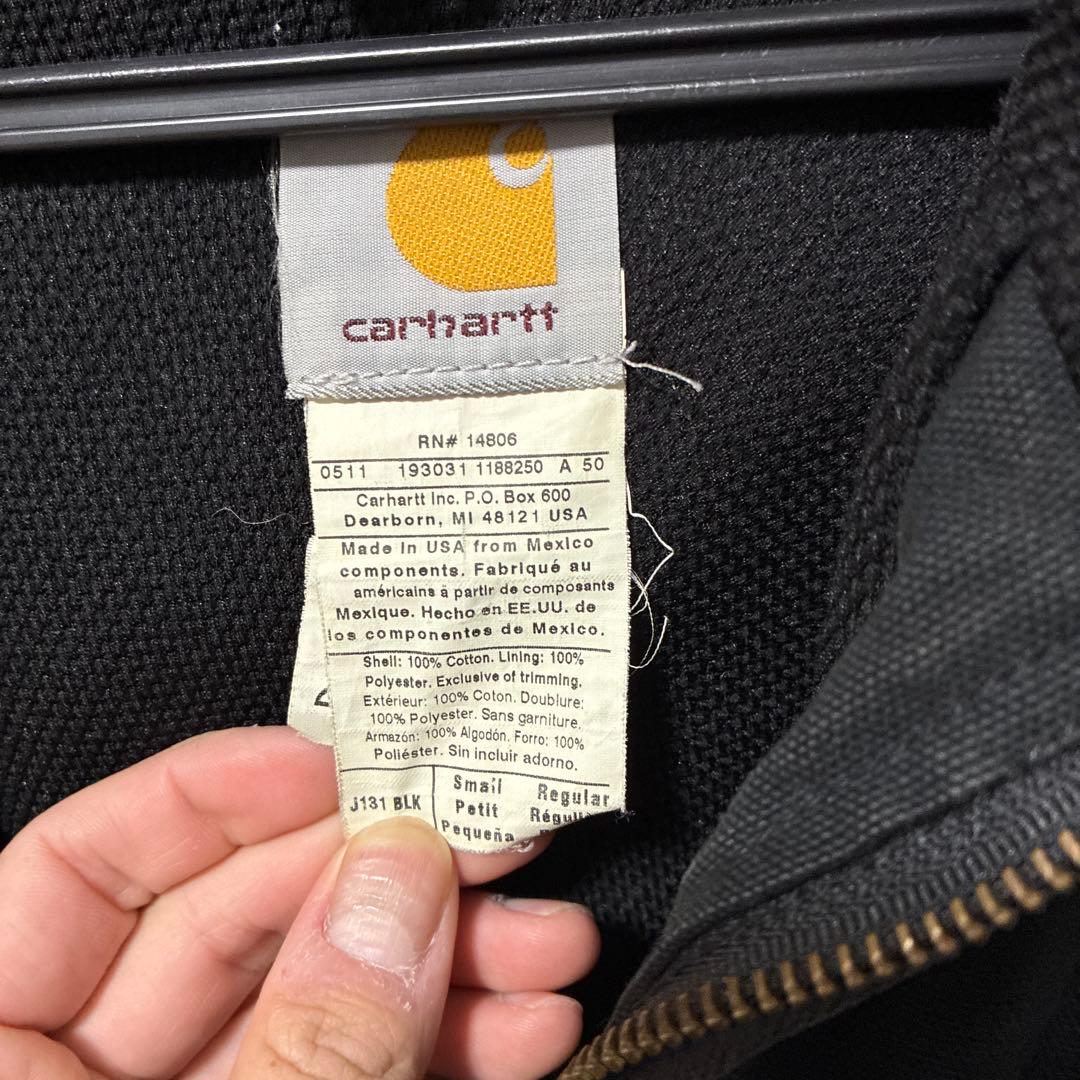 carhartt
RN# 14806
0511 193031 1188250 A 50
Carhartt Inc. P.O. Box 600
Dearborn, MI 48121 USA
Made In USA from Mexico
components. Fabriqué au
américains à partir de composants
Mexique. Hecho en EE.UU. de
los componentes de Mexico.
Shell: 100% Cotton. Lining: 100%
Polyester. Exclusive of trimming.
Extérieur: 100% Coton. Doublure:
100% Polyester. Sans garniture.
Armazón: 100% Algodón. Forro: 100%
Poliéster. Sin incluir adorno.
J131 BLK
Small Regular
Petit
Pequeña